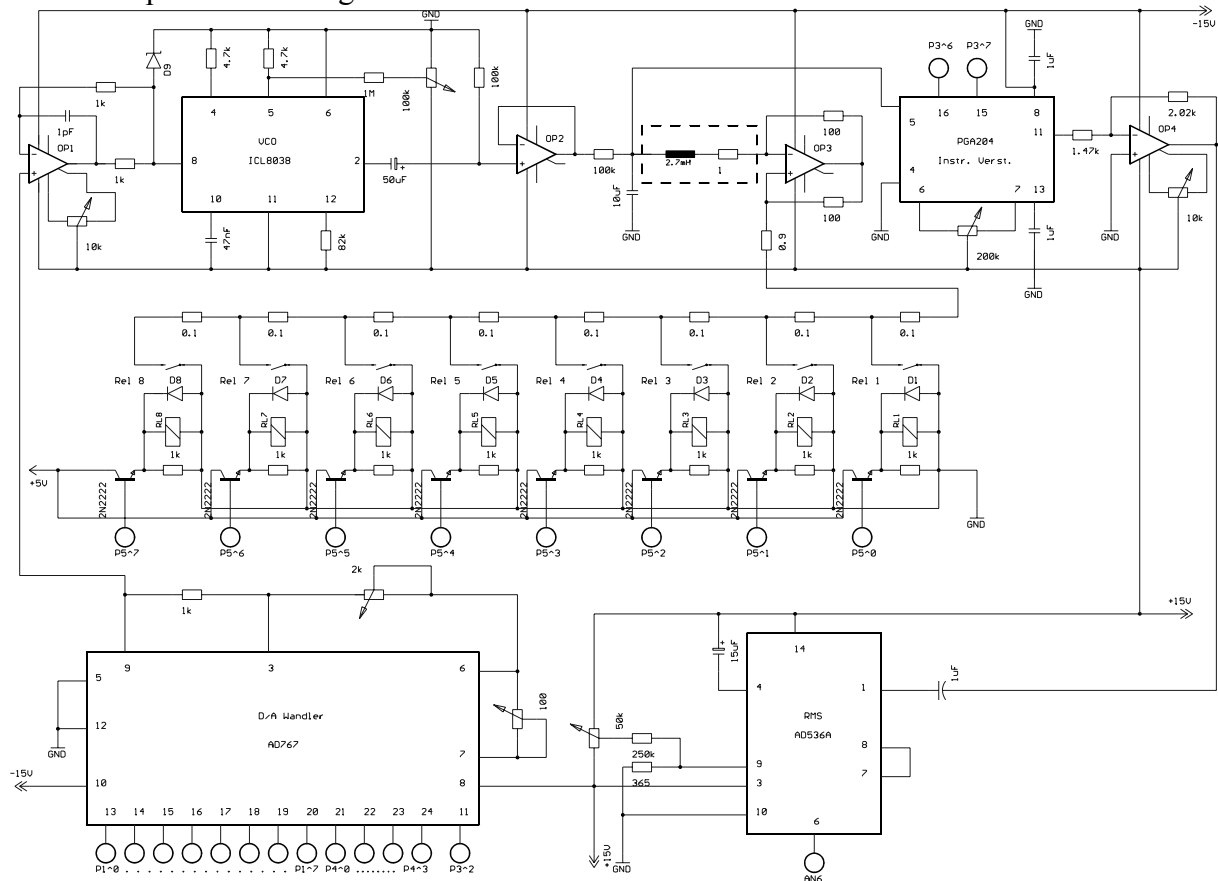 GND
-15V
D9
4.7k
4.7k
1M
100k
100k
GND
P3^6
P3^7
1uF
2.02k
1k
1pF
OP1
4
5
6
VCO
ICL8038
8
2
10
11
12
1k
50uF
OP2
100k
2.7mH
1
100
OP3
100
16
15
8
5
11
PGA204
Instr. Verst.
4
6
7
13
1.47k
OP4
10k
47nF
82k
10uF
GND
0.9
GND
200k
1uF
GND
GND
10k
0.1
0.1
0.1
0.1
0.1
0.1
0.1
0.1
Rel 8
D8
Rel 7
D7
Rel 6
D6
Rel 5
D5
Rel 4
D4
Rel 3
D3
Rel 2
D2
Rel 1
D1
RL8
RL7
RL6
RL5
RL4
RL3
RL2
RL1
1k
1k
1k
1k
1k
1k
1k
1k
+5V
2N2222
2N2222
2N2222
2N2222
2N2222
2N2222
2N2222
2N2222
GND
P5^7
P5^6
P5^5
P5^4
P5^3
P5^2
P5^1
P5^0
2k
1k
+15V
9
3
6
5
12
D/A Wandler
AD767
100
7
GND
-15V
10
8
13
14
15
16
17
18
19
20
21
22
23
24
11
P1^0
P1^7
P4^0
P4^3
P3^2
15uF
14
4
1
1uF
RMS
AD536A
50k
250k
365
9
8
7
3
10
6
+15V
GND
AN6